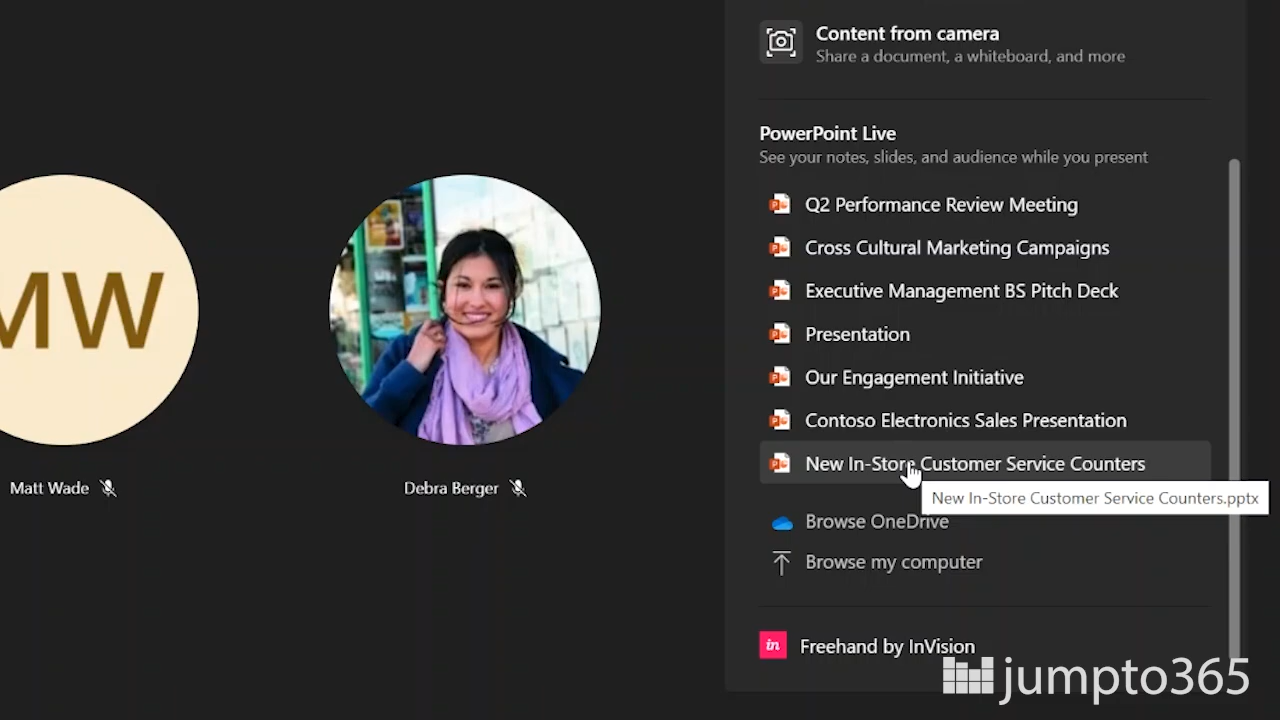 Content from camera
Share a document, a whiteboard, and more
PowerPoint Live
See your notes, slides, and audience while you present
Q2 Performance Review Meeting
Cross Cultural Marketing Campaigns
Executive Management BS Pitch Deck
Presentation
Our Engagement Initiative
Contoso Electronics Sales Presentation
New In-Store Customer Service Counters
New In-Store Customer Service Counters.pptx
Browse OneDrive
Browse my computer
in Freehand by InVision
MW
Matt Wade
Debra Berger
jumpto365